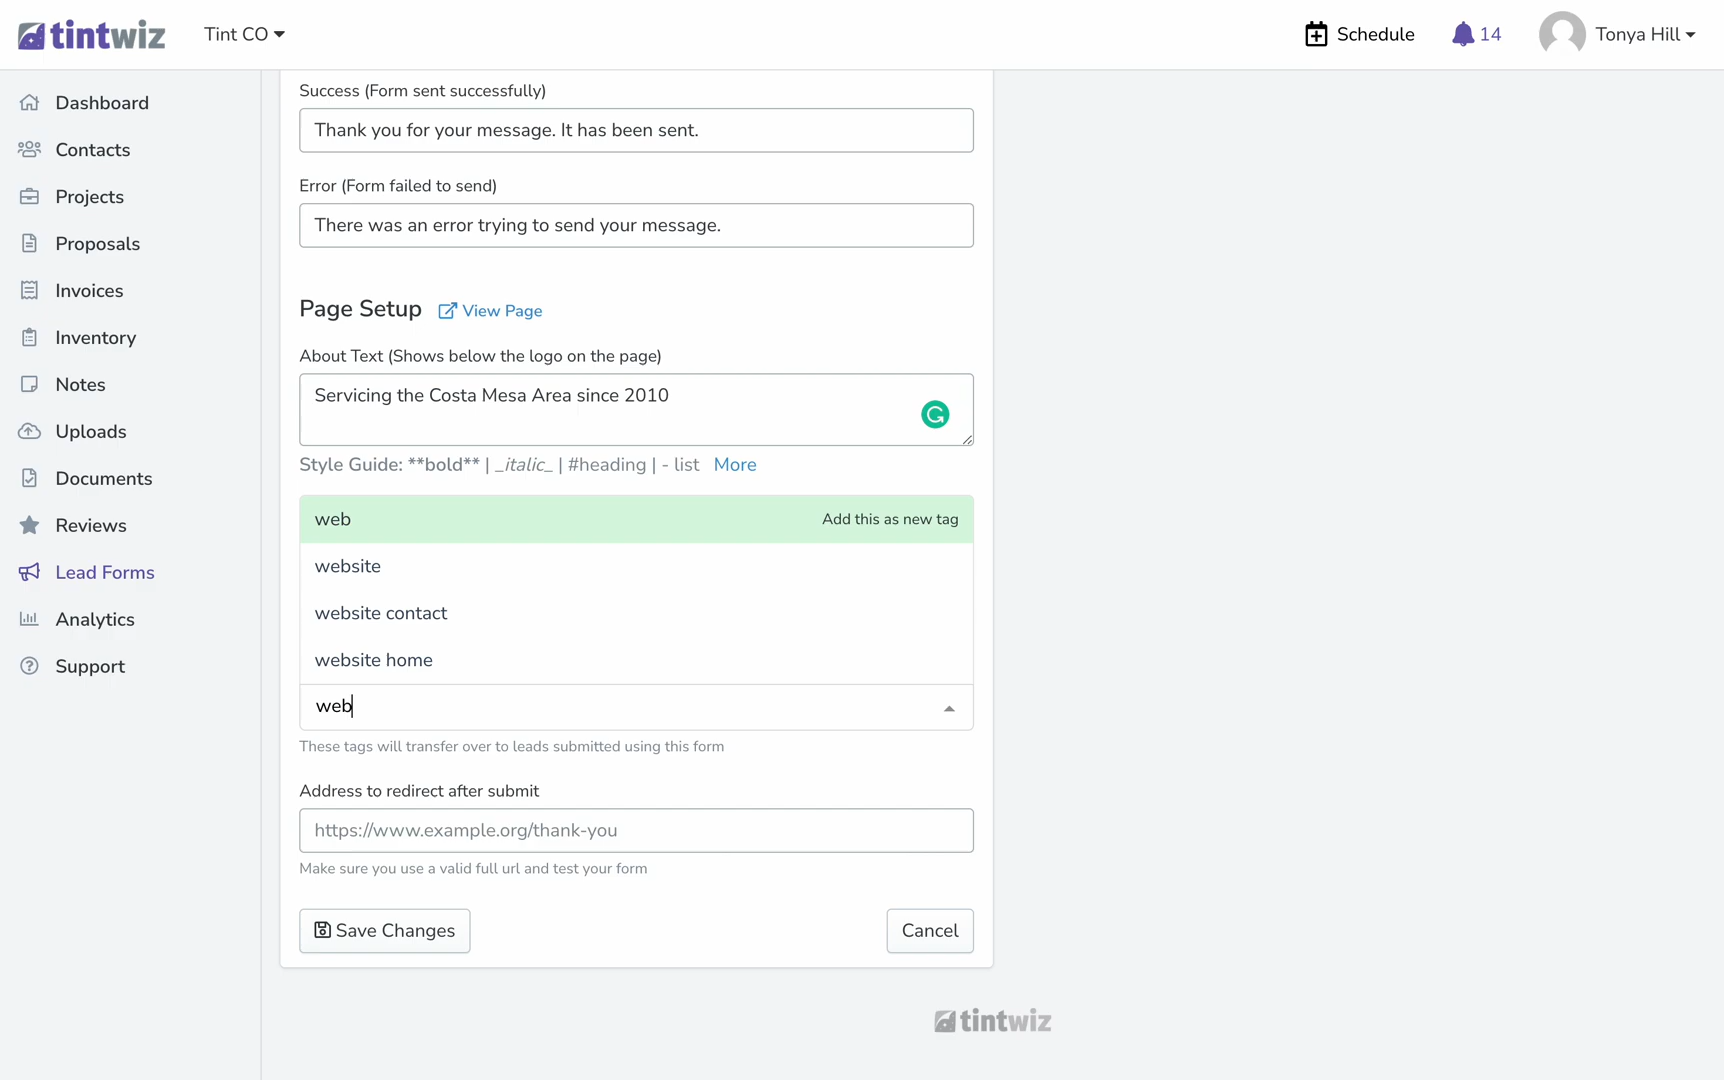 tintwiz
Tint CO
Schedule
14
Tonya Hill
Dashboard
Contacts
Projects
Proposals
Invoices
Inventory
Notes
Uploads
Documents
Reviews
Lead Forms
Analytics
Support
Success (Form sent successfully)
Thank you for your message. It has been sent.
Error (Form failed to send)
There was an error trying to send your message.
Page Setup View Page
About Text (Shows below the logo on the page)
Servicing the Costa Mesa Area since 2010
Style Guide: **bold** | _italic_ | #heading | - list More
web Add this as new tag
website
website contact
website home
web
These tags will transfer over to leads submitted using this form
Address to redirect after submit
https://www.example.org/thank-you
Make sure you use a valid full url and test your form
Save Changes
Cancel
tintwiz